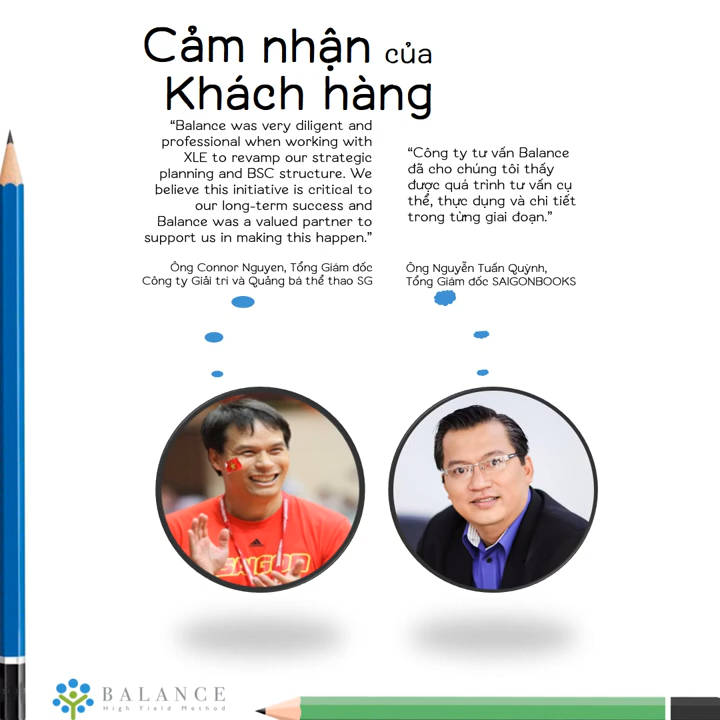 Cảm nhận của
Khách hàng
“Balance was very diligent and
professional when working with
XLE to revamp our strategic
planning and BSC structure. We
believe this initiative is critical to
our long-term success and
Balance was a valued partner to
support us in making this happen.”
Ông Connor Nguyen, Tổng Giám đốc
Công ty Giải trí và Quảng bá thể thao SG
“Công ty tư vấn Balance
đã cho chúng tôi thấy
được quá trình tư vấn cụ
thể, thực dụng và chi tiết
trong từng giai đoạn.”
Ông Nguyễn Tuấn Quỳnh,
Tổng Giám đốc SAIGONBOOKS
SAIGON
BALANCE
High Yield Method